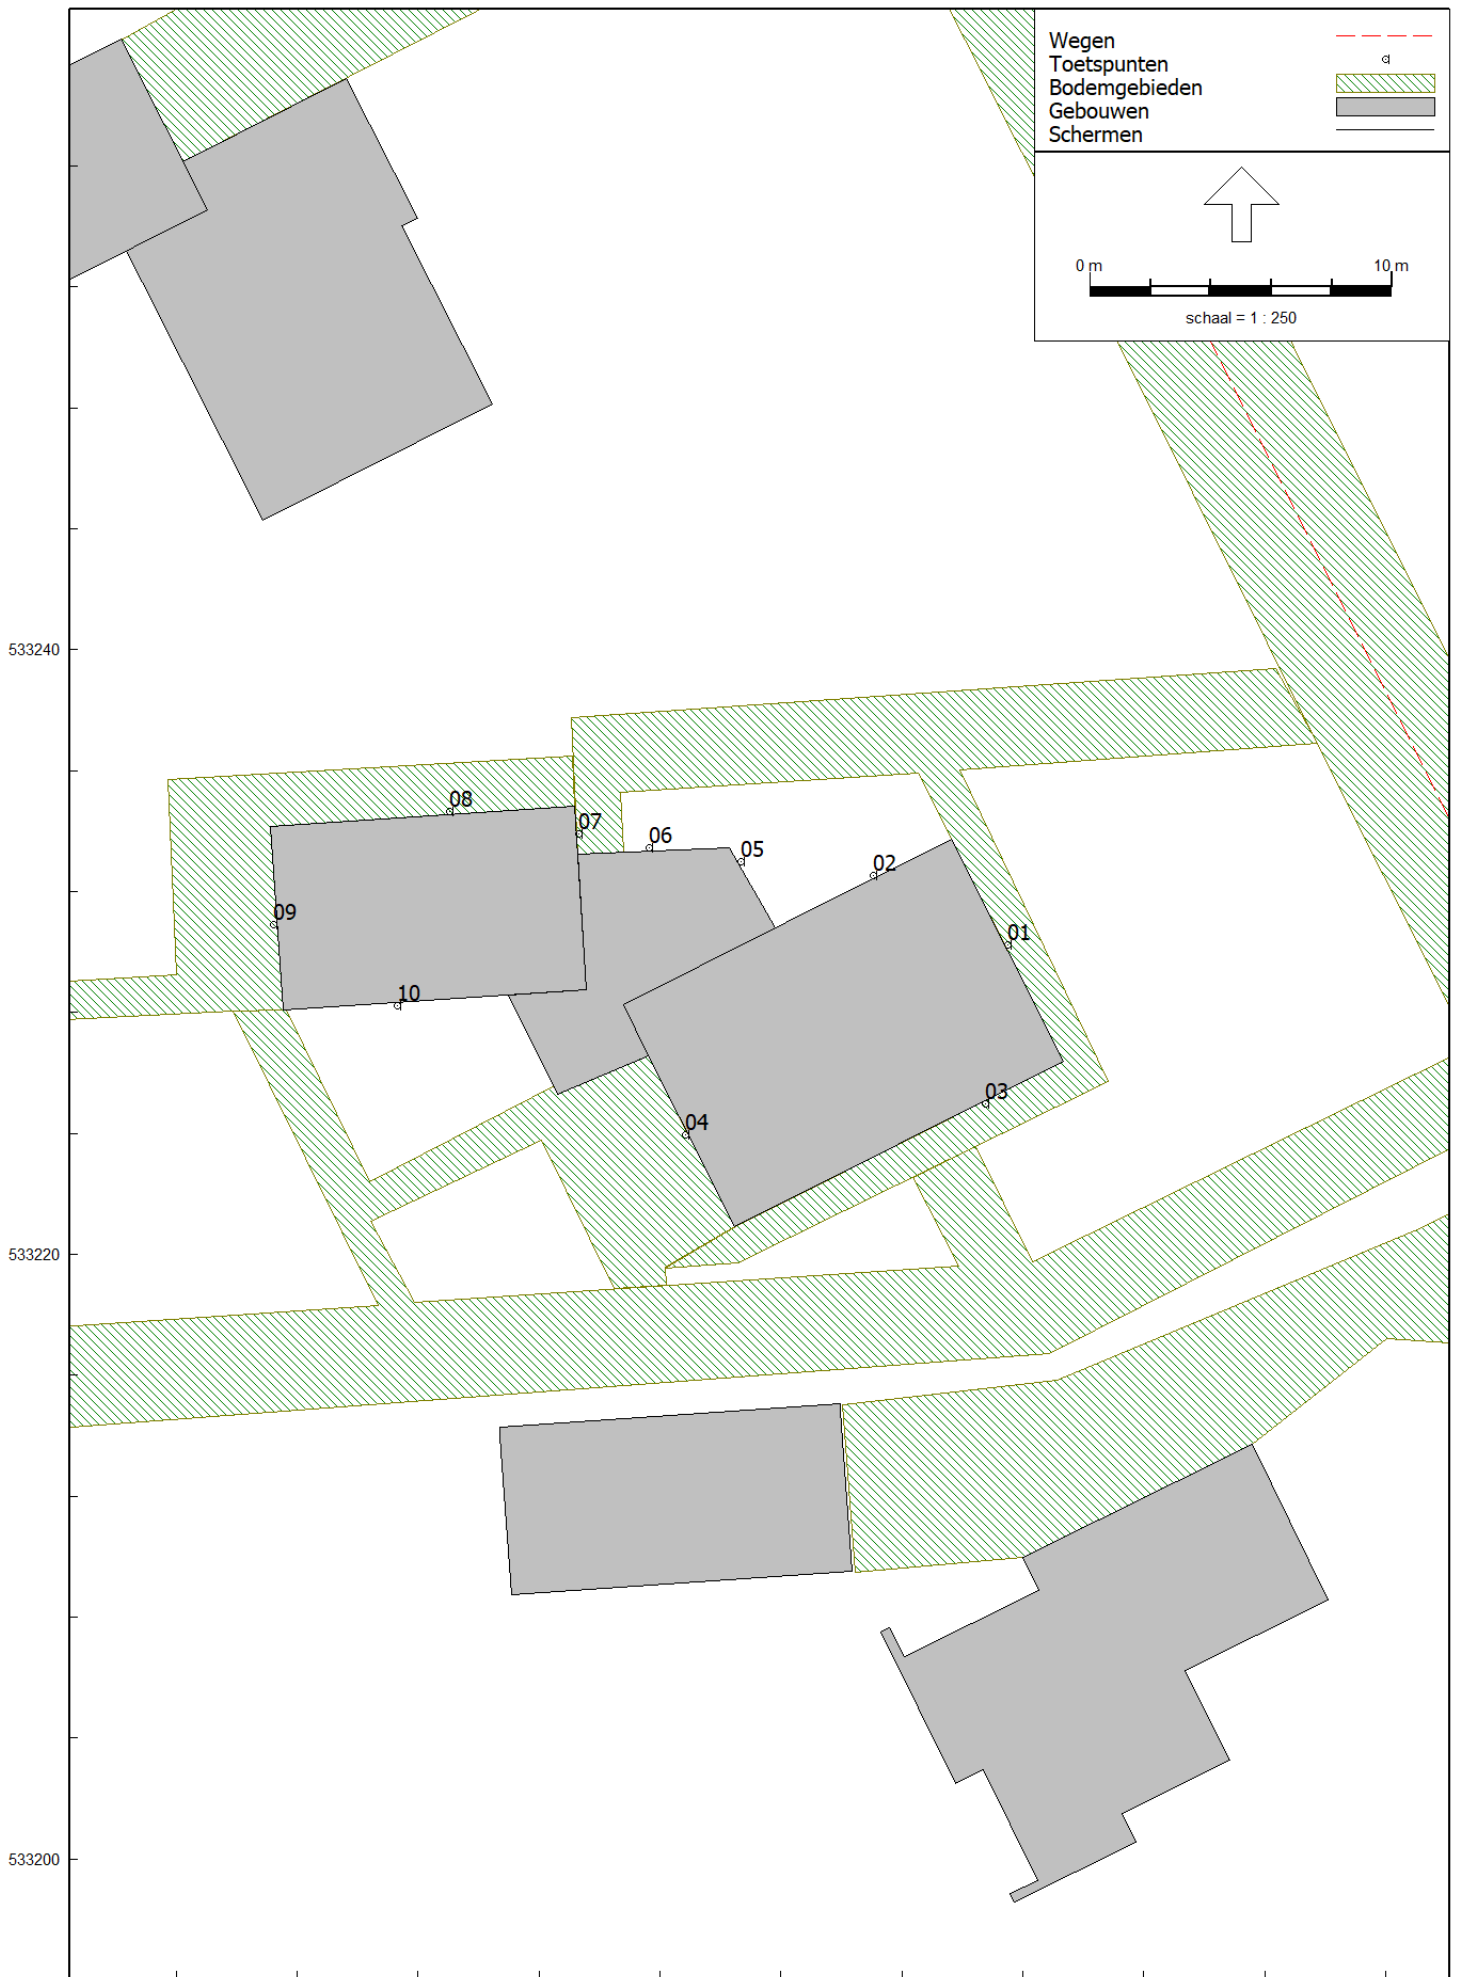 Wegen
Toetspunten
Bodemgebieden
Gebouwen
Schermen
0 m 10 m
schaal = 1 : 250
533240
08
07
06
05
02
09
01
10
03
04
533220
533200